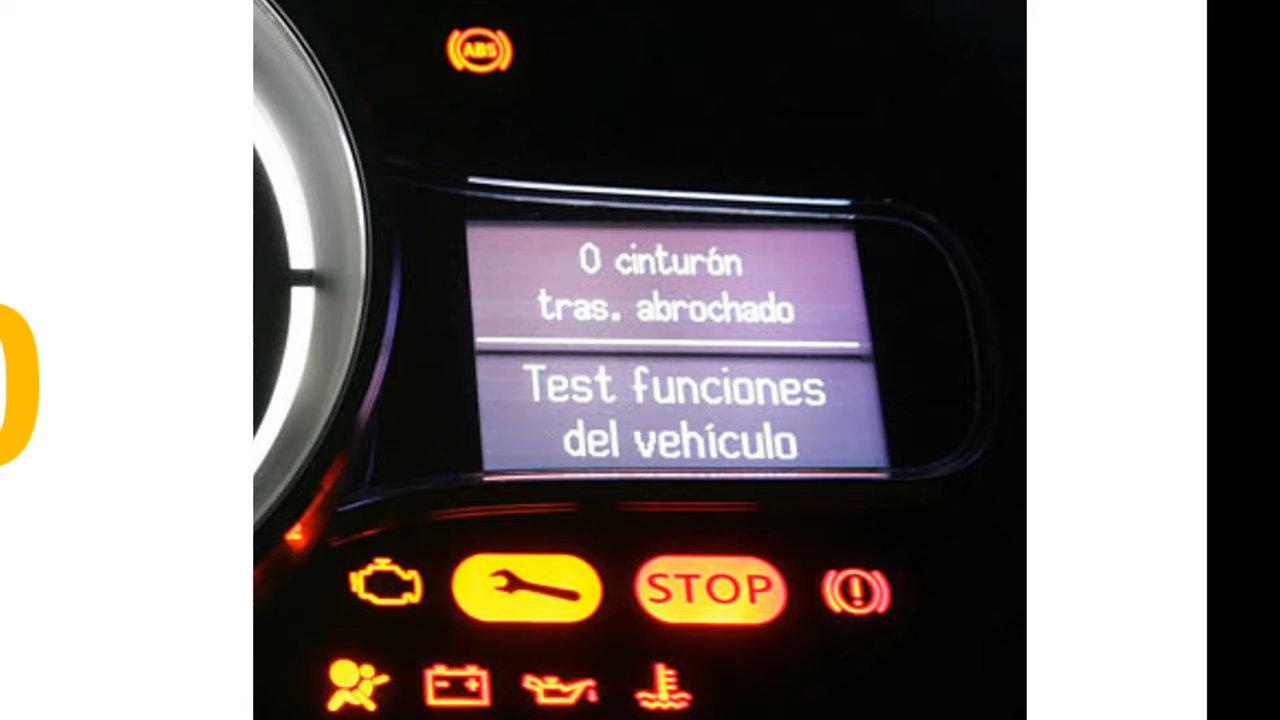 ABS
0 cinturón
tras. abrochado
Test funciones
del vehículo
STOP